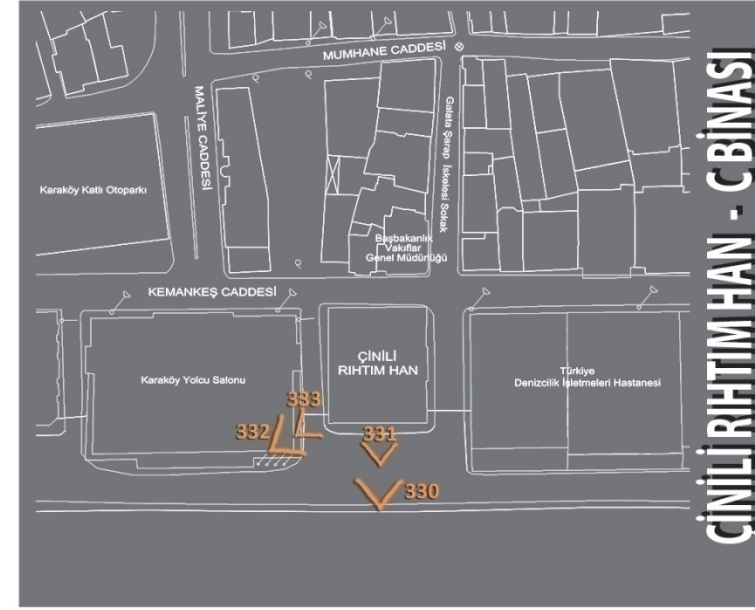 MUMHANE CADDESİ
MALİYE CADDESİ
Galata Şarap İskelesi Sokak
Karaköy Katlı Otoparkı
Başbakanlık
Vakıflar
Genel Müdürlüğü
KEMANKEŞ CADDESİ
ÇİNİLİ
RIHTIM HAN
Karaköy Yolcu Salonu
Türkiye
Denizcilik İşletmeleri Hastanesi
333
332
331
330
ÇİNİLİ RIHTIM HAN - C BİNASI